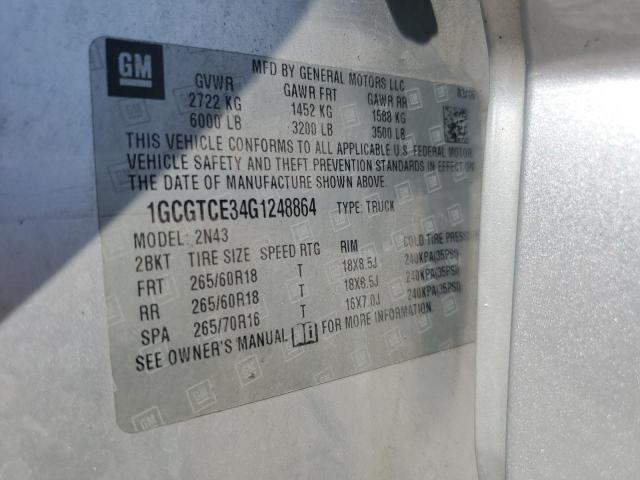 GM
MFD BY GENERAL MOTORS LLC
GVWR GAWR FRT GAWR RR
2722 KG 1452 KG 1588 KG
6000 LB 3200 LB 3500 LB
THIS VEHICLE CONFORMS TO ALL APPLICABLE U.S. FEDERAL MOTOR
VEHICLE SAFETY AND THEFT PREVENTION STANDARDS IN EFFECT ON
THE DATE OF MANUFACTURE SHOWN ABOVE.
1GCGTCE34G1248864 TYPE: TRUCK
MODEL: 2N43
2BKT TIRE SIZE SPEED RTG RIM COLD TIRE
FRT 265/60R18 T 18X8.5J 240KPA(35PSI)
RR 265/60R18 T 18X8.5J 240KPA(35PSI)
SPA 265/70R16 T 16X7.0J 240KPA(35PSI)
SEE OWNER'S MANUAL FOR MORE INFORMATION.